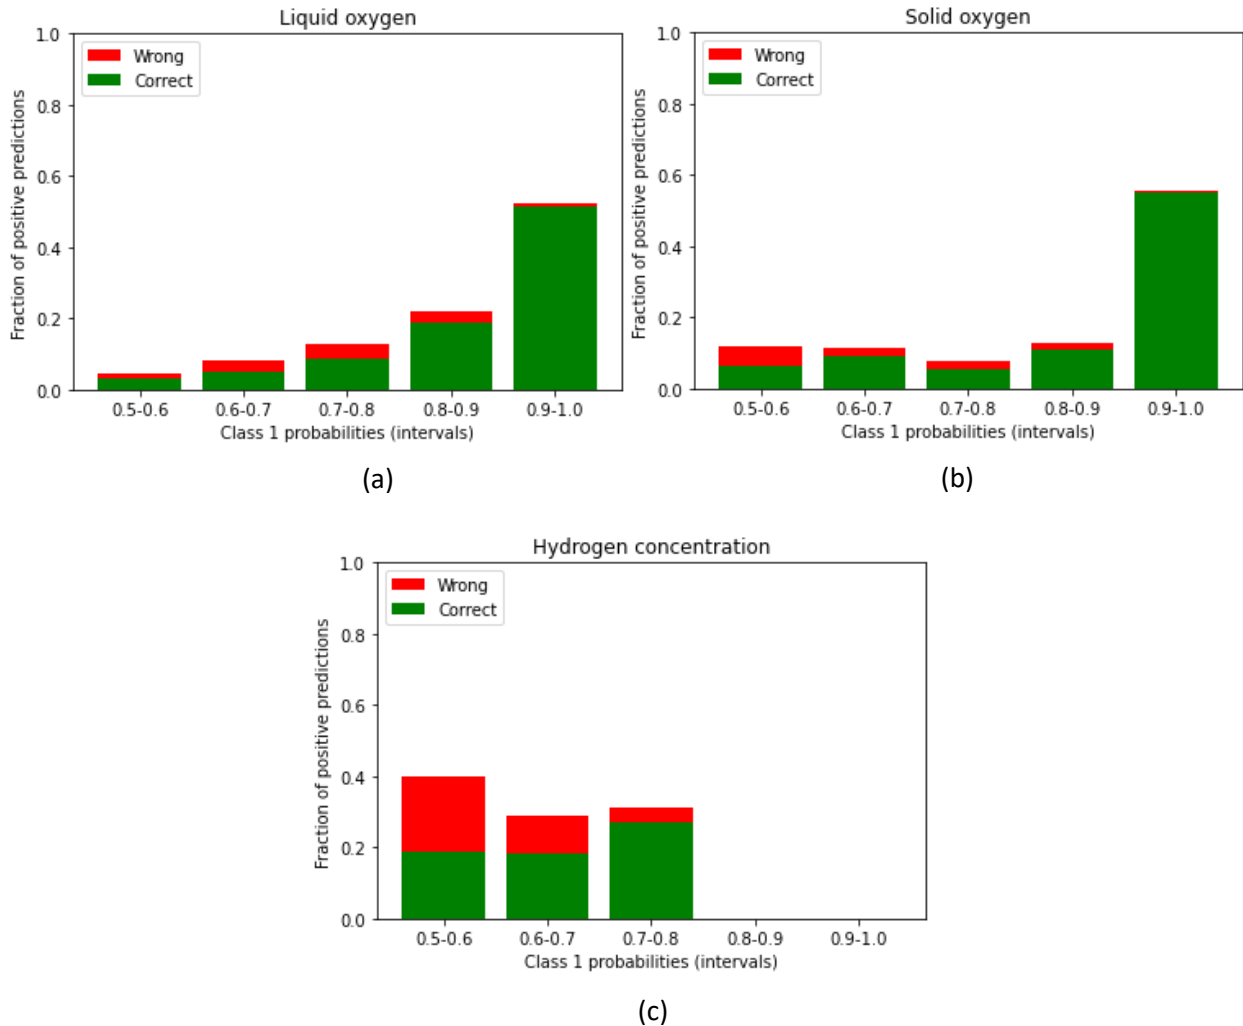 Liquid oxygen
1.0
0.8
0.6
0.4
0.2
0.0
Fraction of positive predictions
Wrong
Correct
0.5-0.6 0.6-0.7 0.7-0.8 0.8-0.9 0.9-1.0
Class 1 probabilities (intervals)
(a)
Solid oxygen
1.0
0.8
0.6
0.4
0.2
0.0
Fraction of positive predictions
Wrong
Correct
0.5-0.6 0.6-0.7 0.7-0.8 0.8-0.9 0.9-1.0
Class 1 probabilities (intervals)
(b)
Hydrogen concentration
1.0
0.8
0.6
0.4
0.2
0.0
Fraction of positive predictions
Wrong
Correct
0.5-0.6 0.6-0.7 0.7-0.8 0.8-0.9 0.9-1.0
Class 1 probabilities (intervals)
(c)